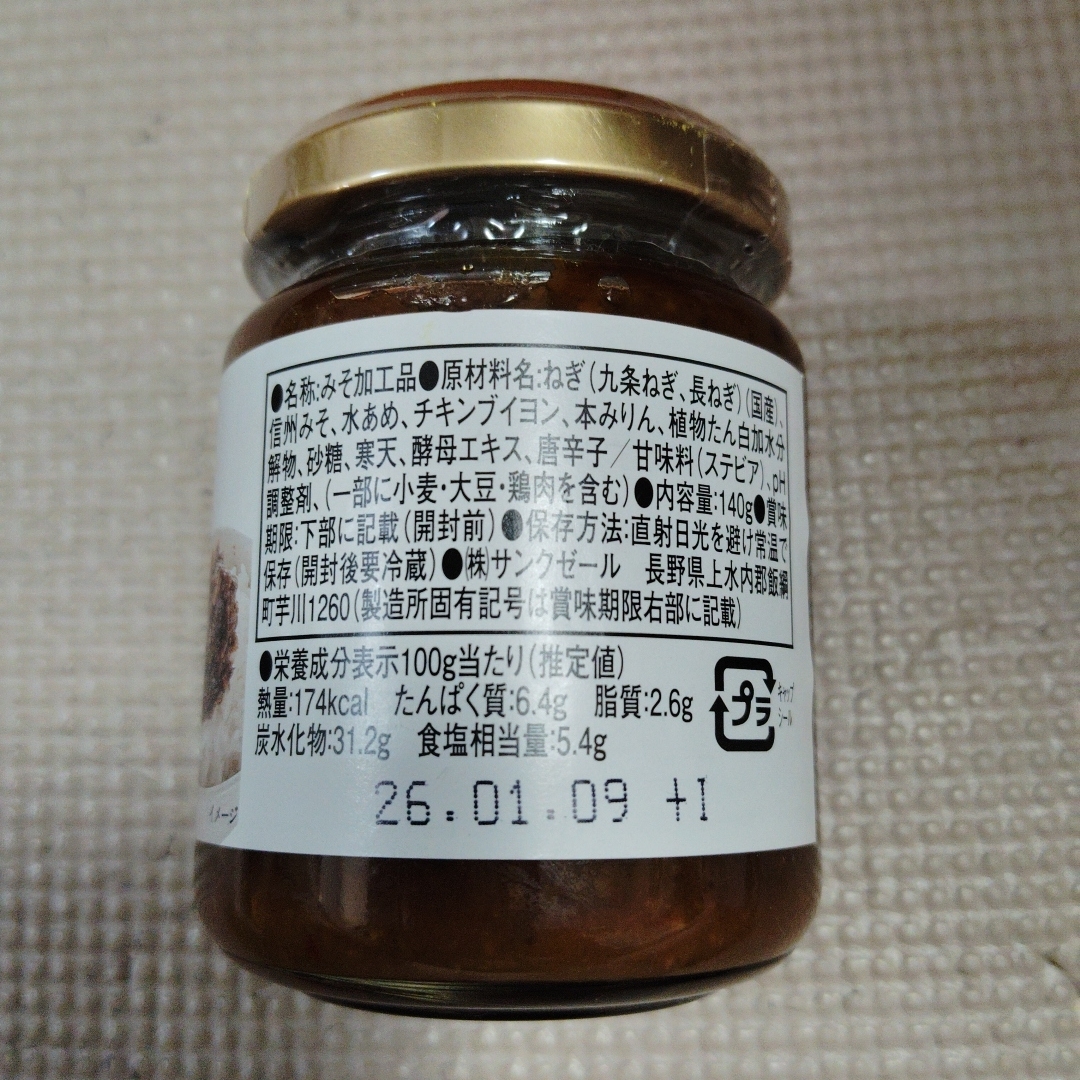 ●名称:みそ加工品●原材料名:ねぎ(九条ねぎ、長ねぎ)(国産)、
信州みそ、水あめ、チキンブイヨン、本みりん、植物たん白加水分
解物、砂糖、寒天、酵母エキス、唐辛子／甘味料(ステビア)、pH
調整剤、(一部に小麦・大豆・鶏肉を含む)●内容量:140g●賞味
期限:下部に記載(開封前)●保存方法:直射日光を避け常温で
保存(開封後要冷蔵)●㈱サンクゼール　長野県上水内郡飯綱
町芋川1260(製造所固有記号は賞味期限右部に記載)
●栄養成分表示100g当たり(推定値)
熱量:174kcal　たんぱく質:6.4g　脂質:2.6g
炭水化物:31.2g　食塩相当量:5.4g
プラ
キャップ
シール
26.01.09 +I
イメージ